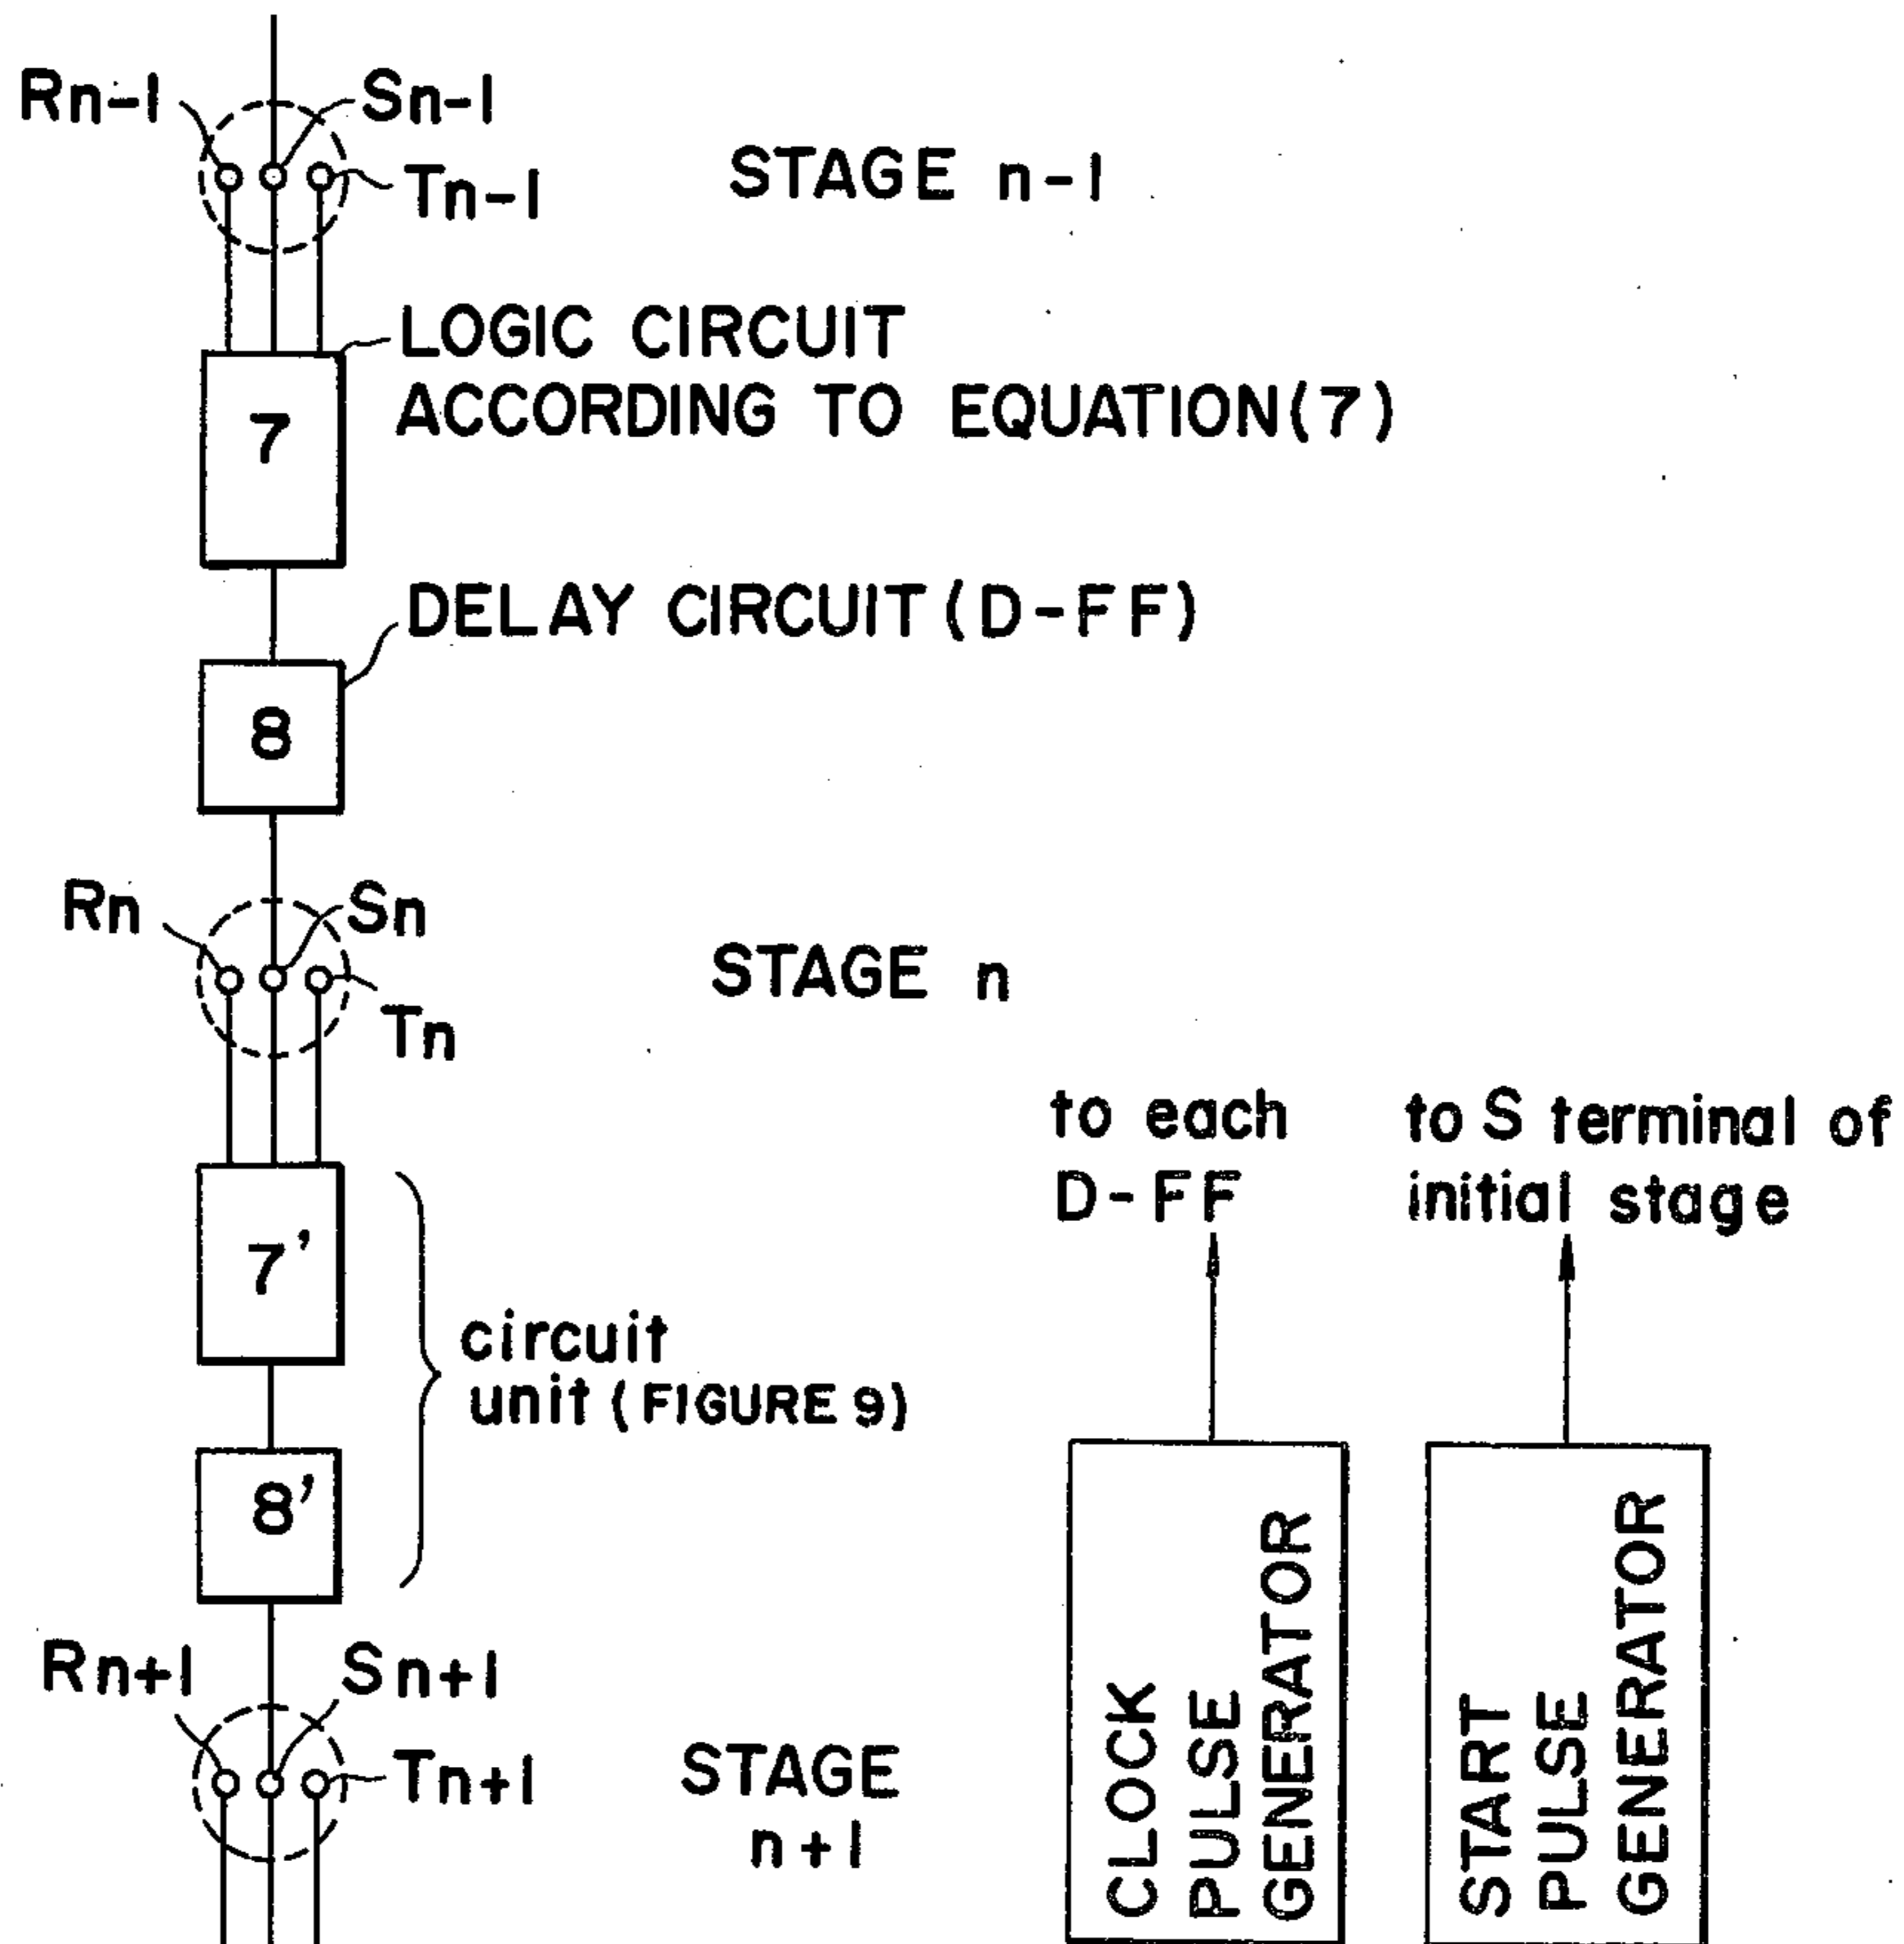 Rn-1
Sn-1
Tn-1
STAGE n-1
LOGIC CIRCUIT
ACCORDING TO EQUATION(7)
7
DELAY CIRCUIT(D-FF)
8
Rn
Sn
Tn
STAGE n
7'
circuit
unit (FIGURE 9)
8'
Rn+1
Sn+1
Tn+1
STAGE
n+1
to each
D-FF
CLOCK
PULSE
GENERATOR
to S terminal of
initial stage
START
PULSE
GENERATOR